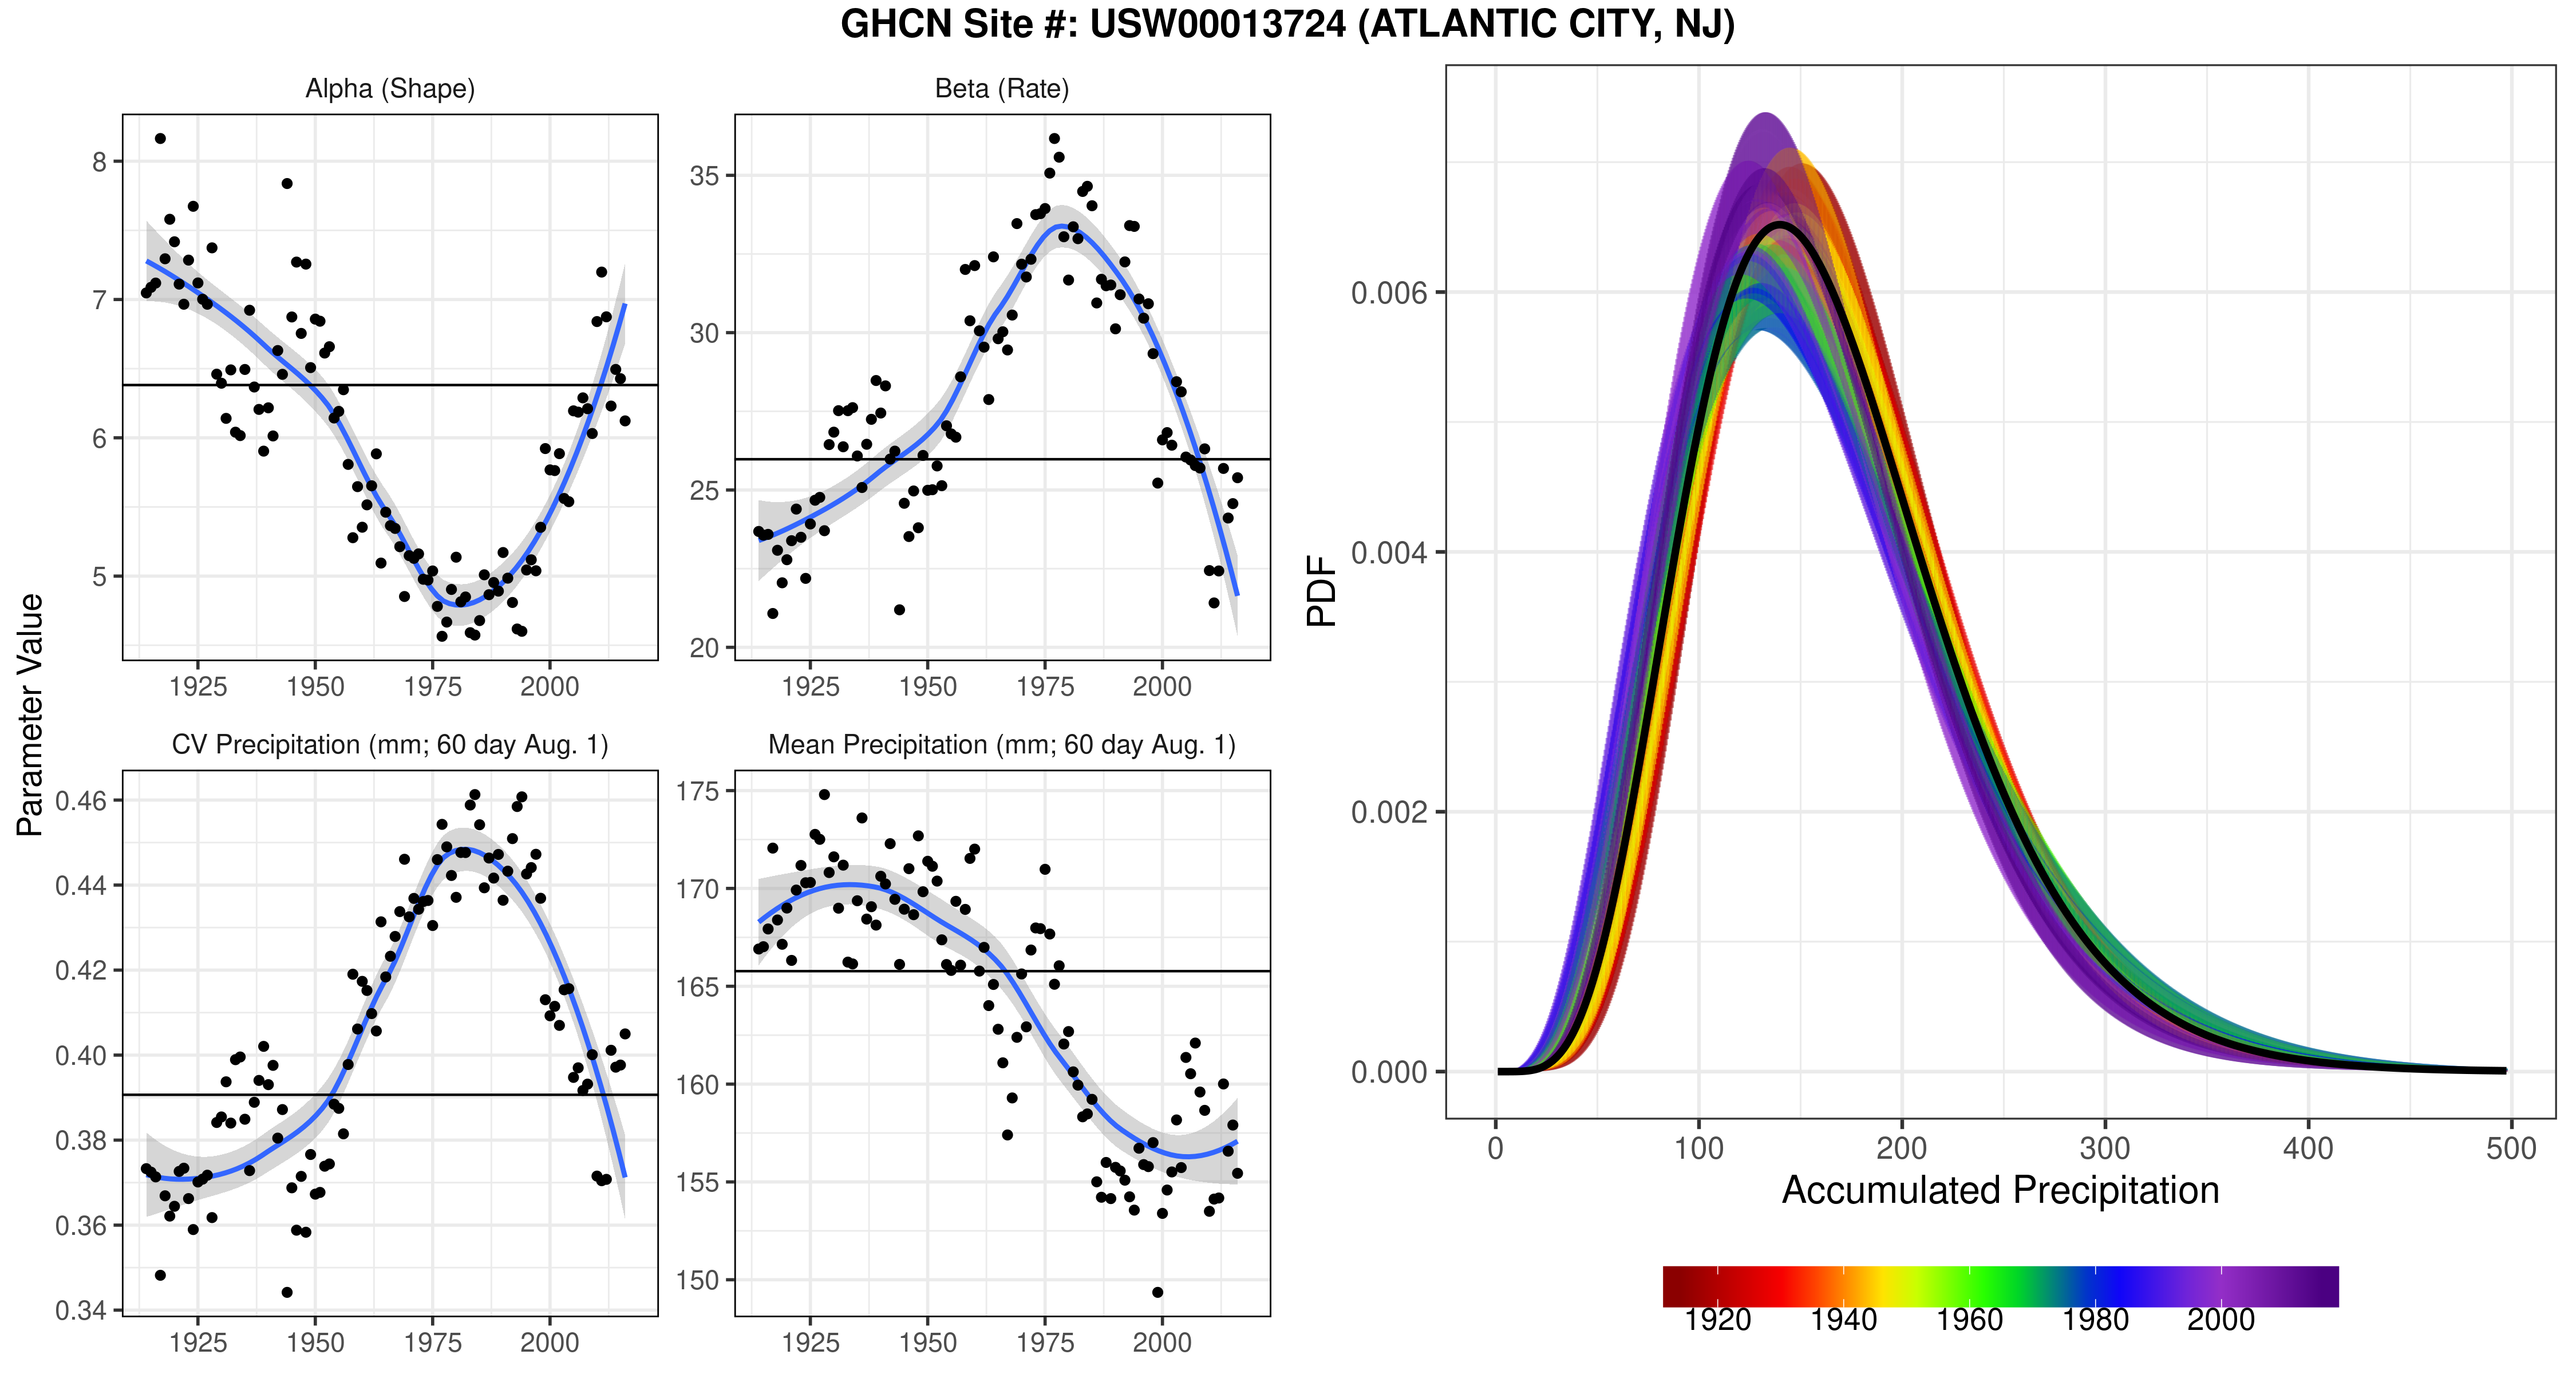 GHCN Site #: USW00013724 (ATLANTIC CITY, NJ)
Parameter Value
Alpha (Shape)
8
7
6
5
1925 1950 1975 2000
Beta (Rate)
35
30
25
20
1925 1950 1975 2000
CV Precipitation (mm; 60 day Aug. 1)
0.46
0.44
0.42
0.40
0.38
0.36
0.34
1925 1950 1975 2000
Mean Precipitation (mm; 60 day Aug. 1)
175
170
165
160
155
150
1925 1950 1975 2000
PDF
0.006
0.004
0.002
0.000
0 100 200 300 400 500
Accumulated Precipitation
1920 1940 1960 1980 2000